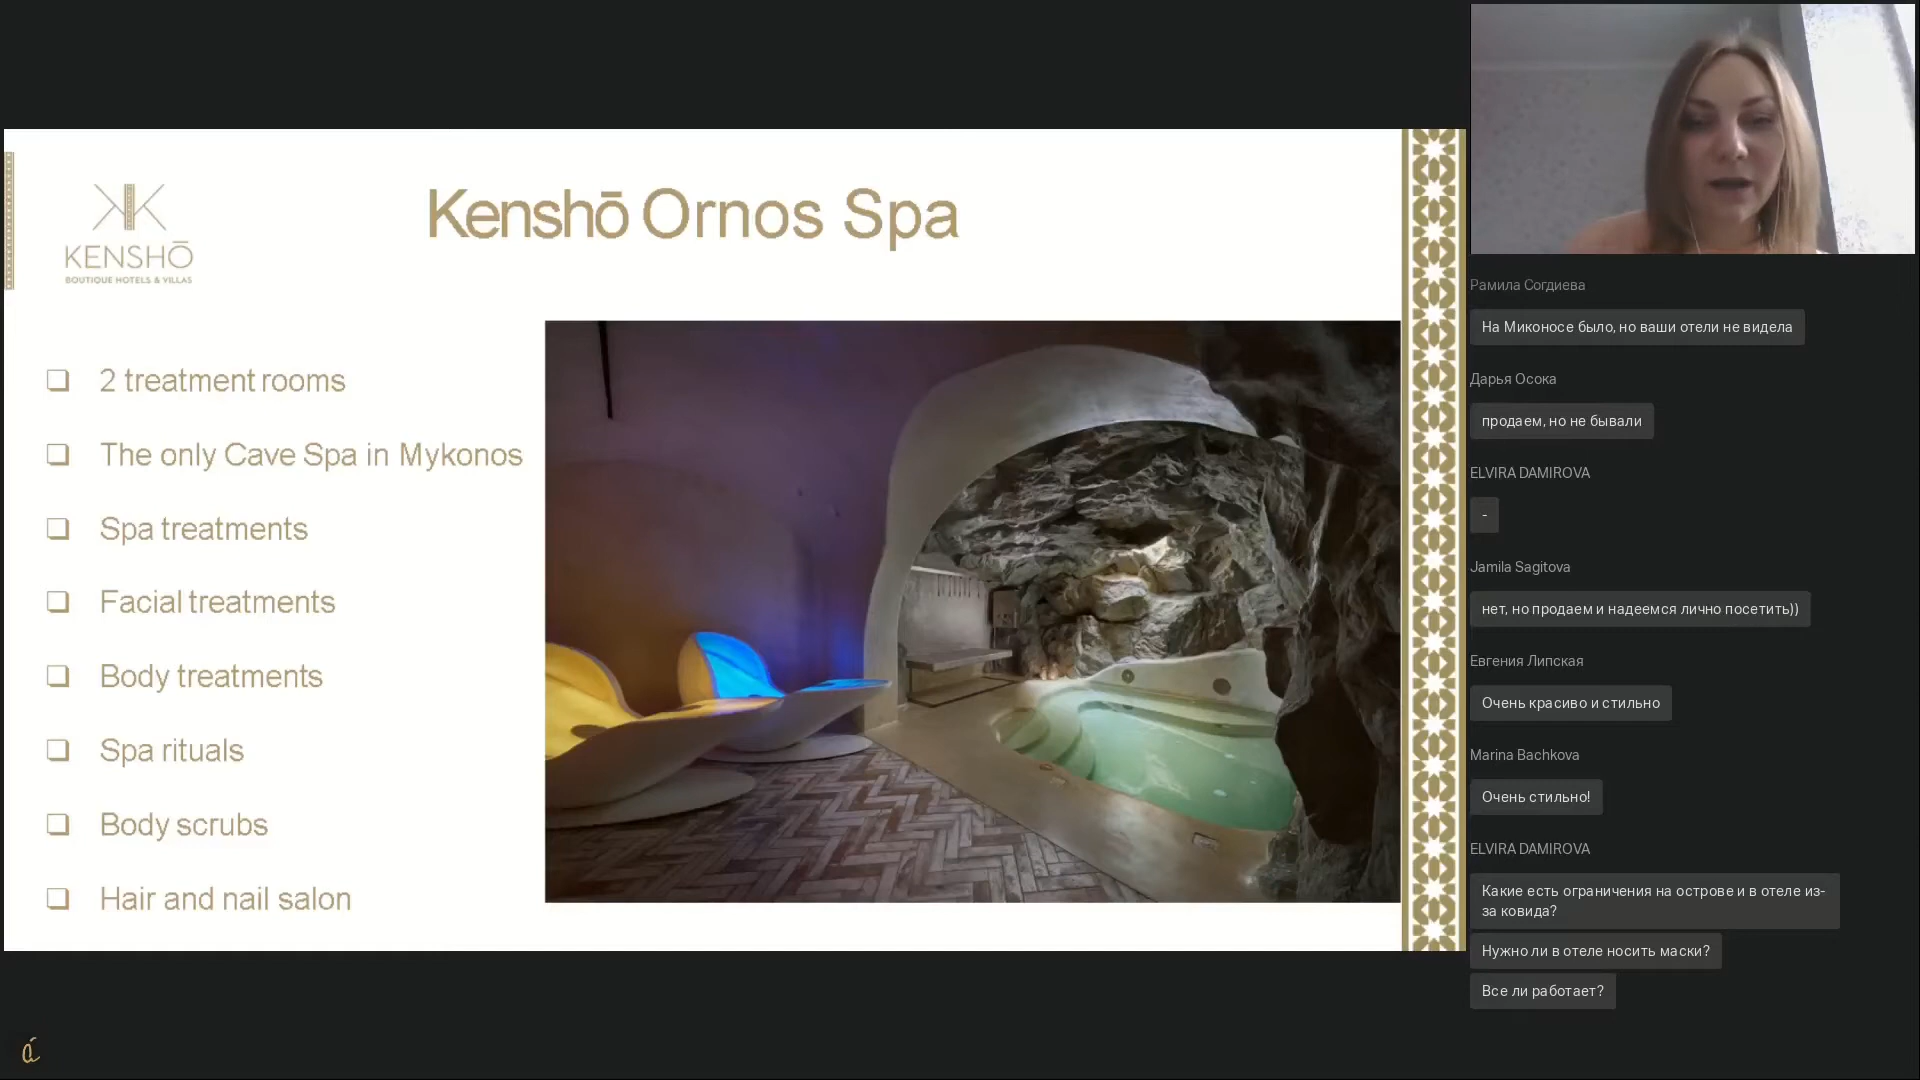 KENSHŌ
BOUTIQUE HOTELS & VILLAS
Kenshō Ornos Spa
2 treatment rooms
The only Cave Spa in Mykonos
Spa treatments
Facial treatments
Body treatments
Spa rituals
Body scrubs
Hair and nail salon
Рамила Согдиева
На Миконосе было, но ваши отели не видела
Дарья Осока
продаем, но не бывали
ELVIRA DAMIROVA
-
Jamila Sagitova
нет, но продаем и надеемся лично посетить))
Евгения Липская
Очень красиво и стильно
Marina Bachkova
Очень стильно!
ELVIRA DAMIROVA
Какие есть ограничения на острове и в отеле из-
за ковида?
Нужно ли в отеле носить маски?
Все ли работает?
á